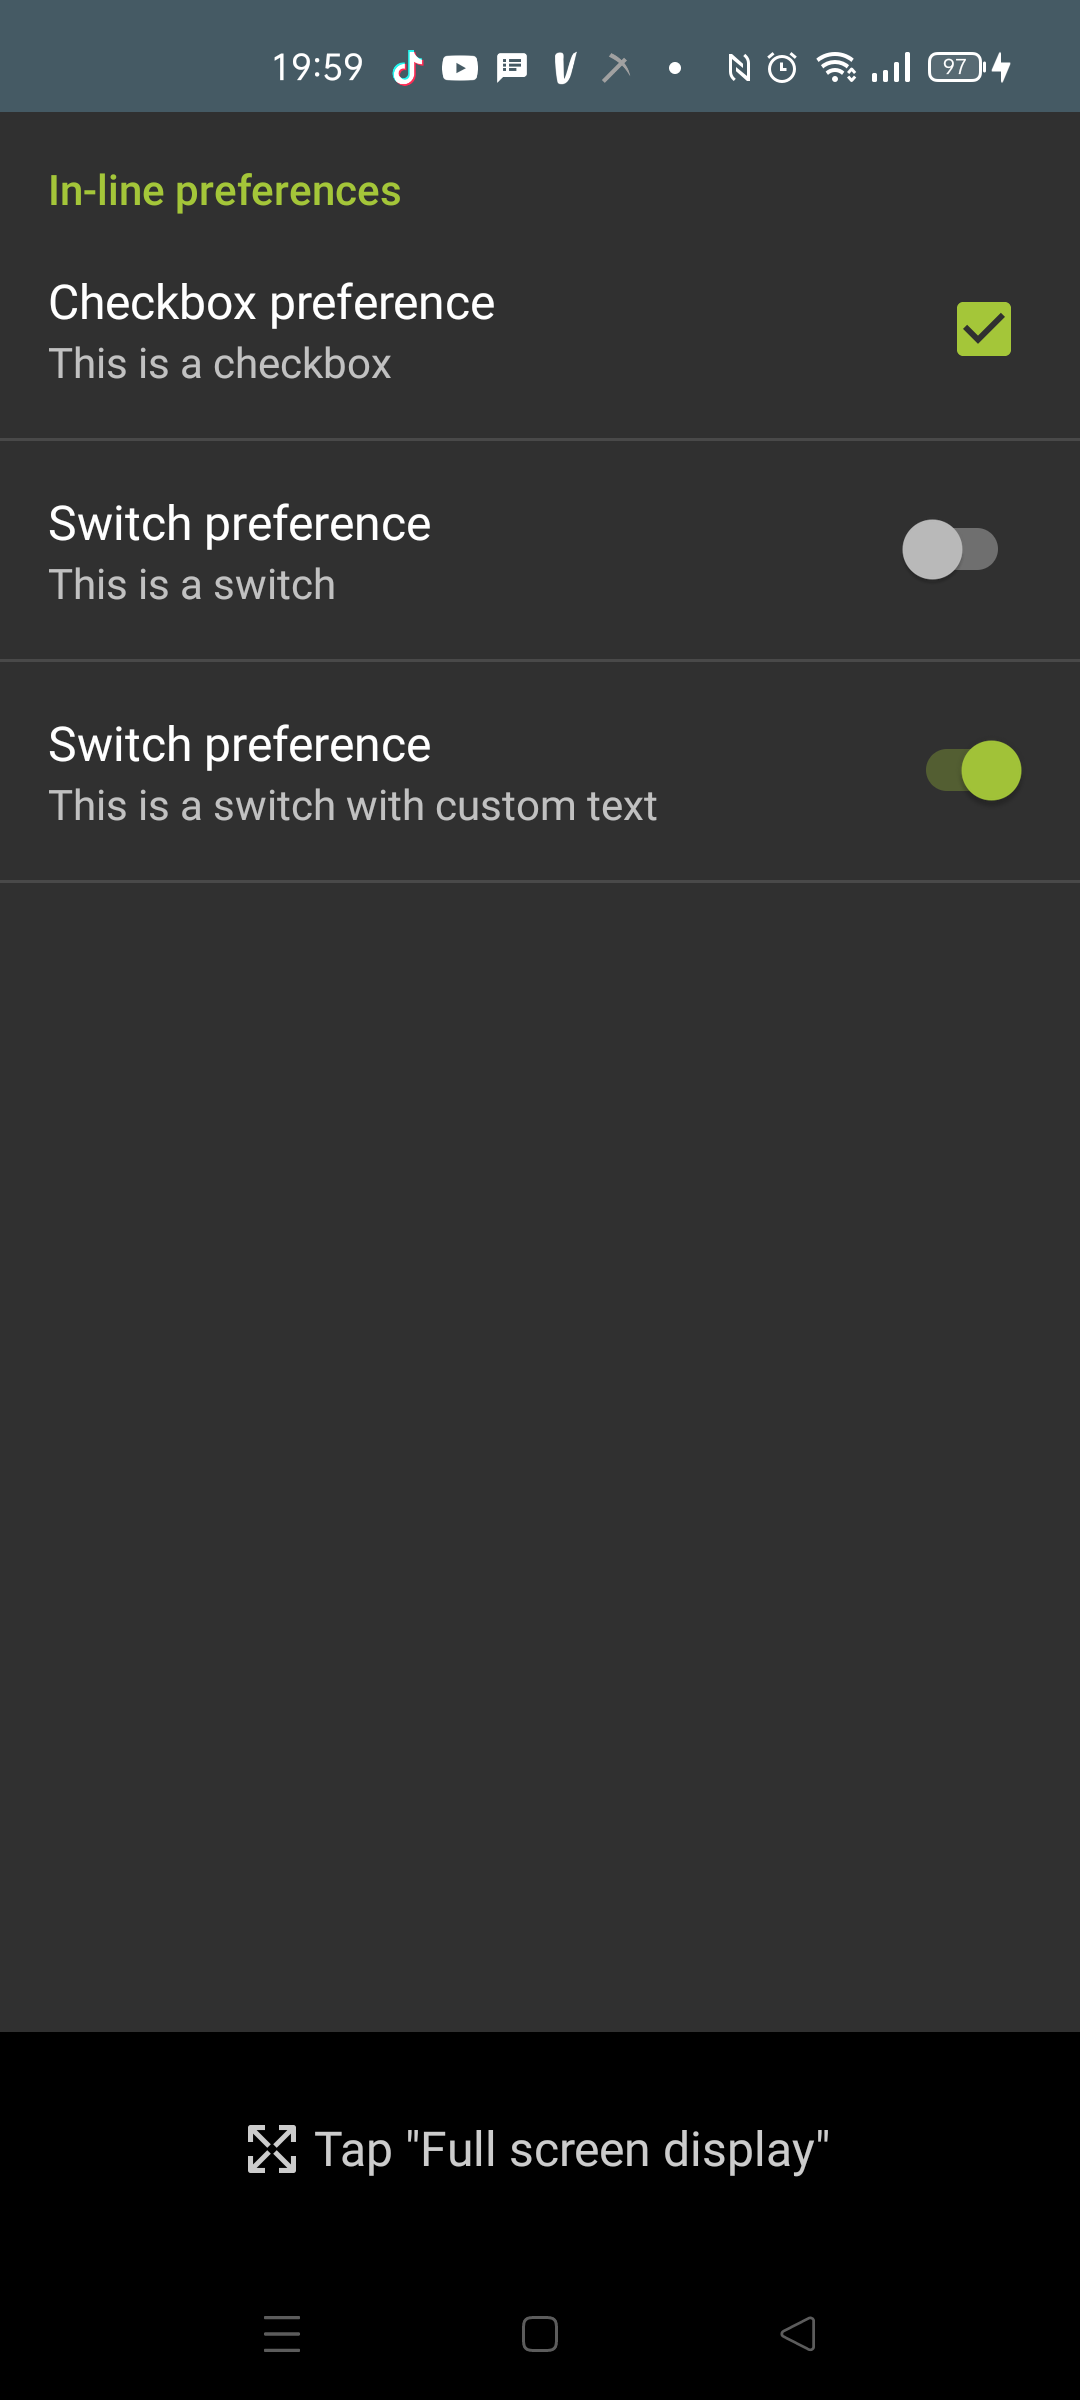 19:59
97
In-line preferences
Checkbox preference
This is a checkbox
Switch preference
This is a switch
Switch preference
This is a switch with custom text
Tap "Full screen display"